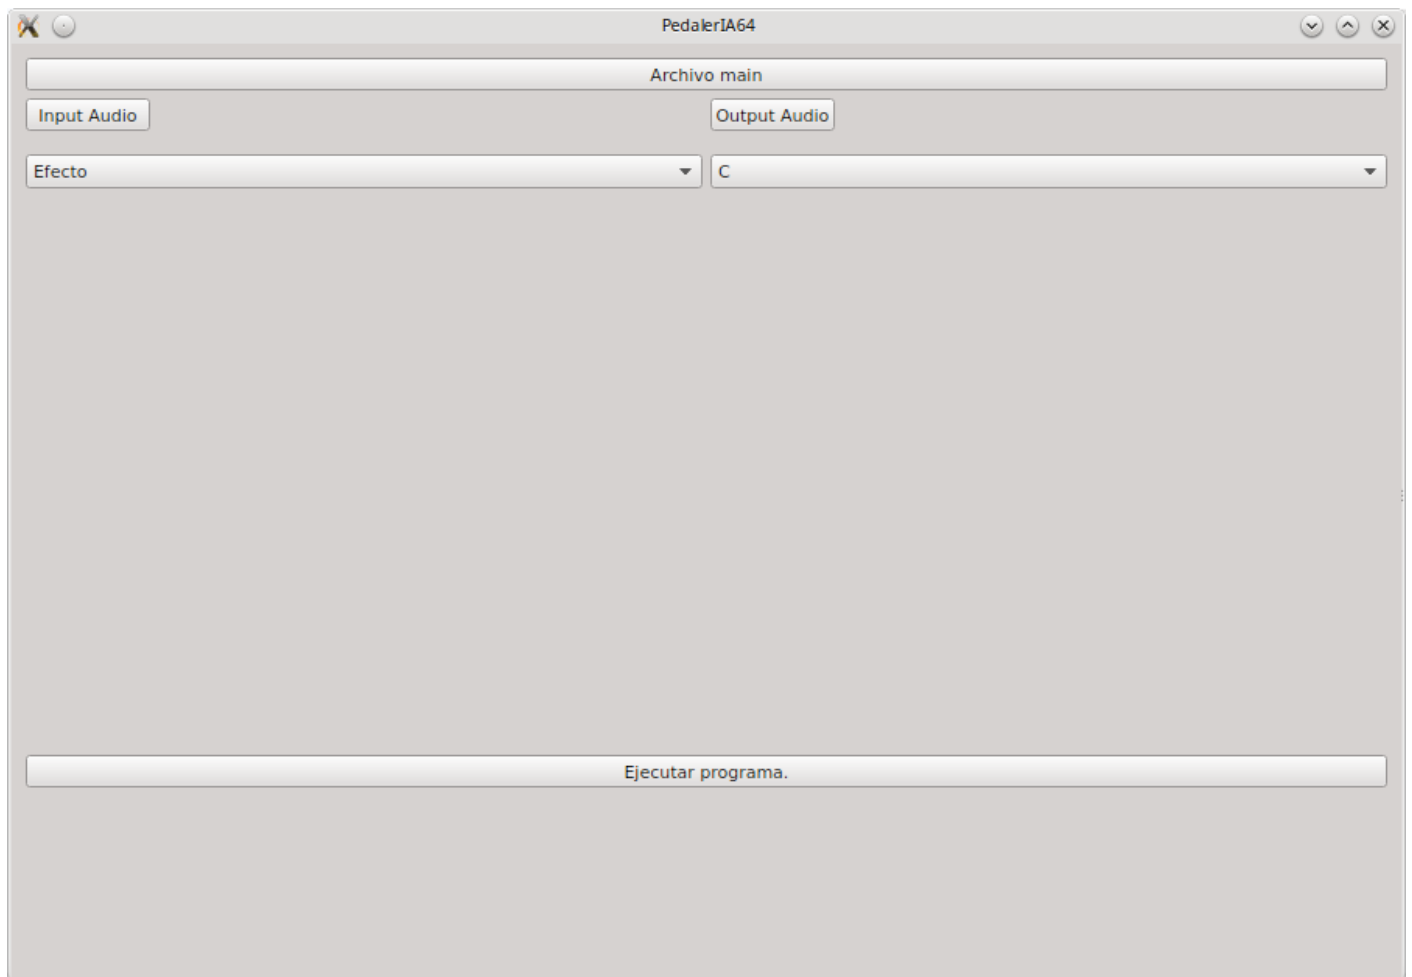 PedalerIA64
Archivo main
Input Audio
Output Audio
Efecto
C
Ejecutar programa.